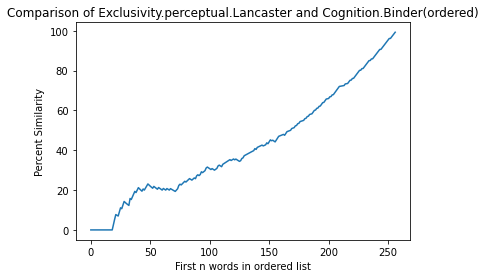 Comparison of Exclusivity.perceptual.Lancaster and Cognition.Binder(ordered)
100
80
60
40
20
0
Percent Similarity
0 50 100 150 200 250
First n words in ordered list